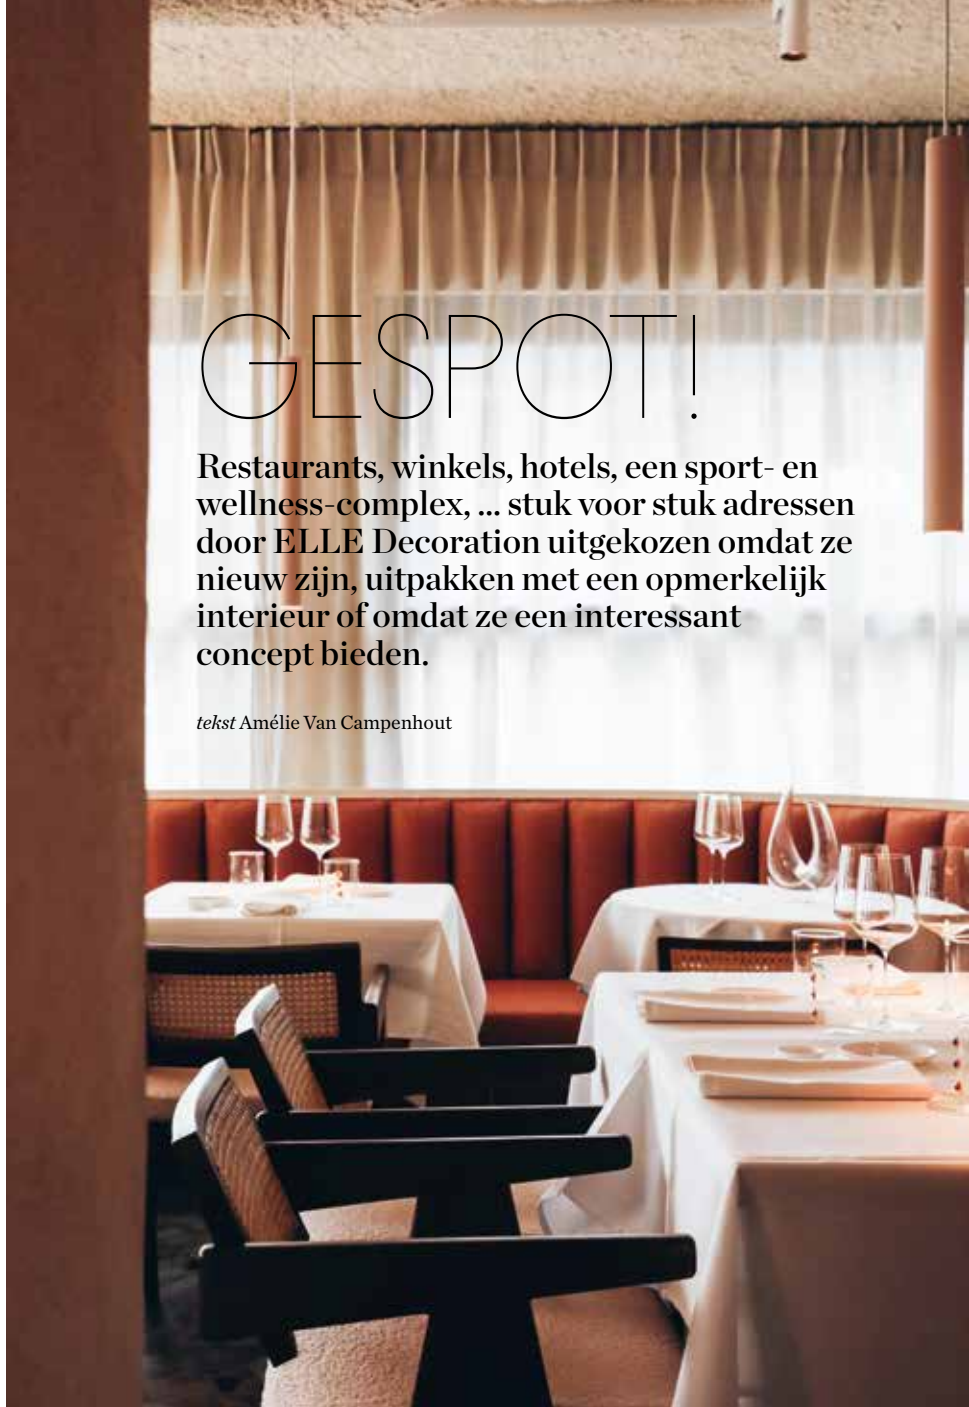 GESPOT!
Restaurants, winkels, hotels, een sport- en
wellness-complex, ... stuk voor stuk adressen
door ELLE Decoration uitgekozen omdat ze
nieuw zijn, uitpakken met een opmerkelijk
interieur of omdat ze een interessant
concept bieden.
tekst Amélie Van Campenhout